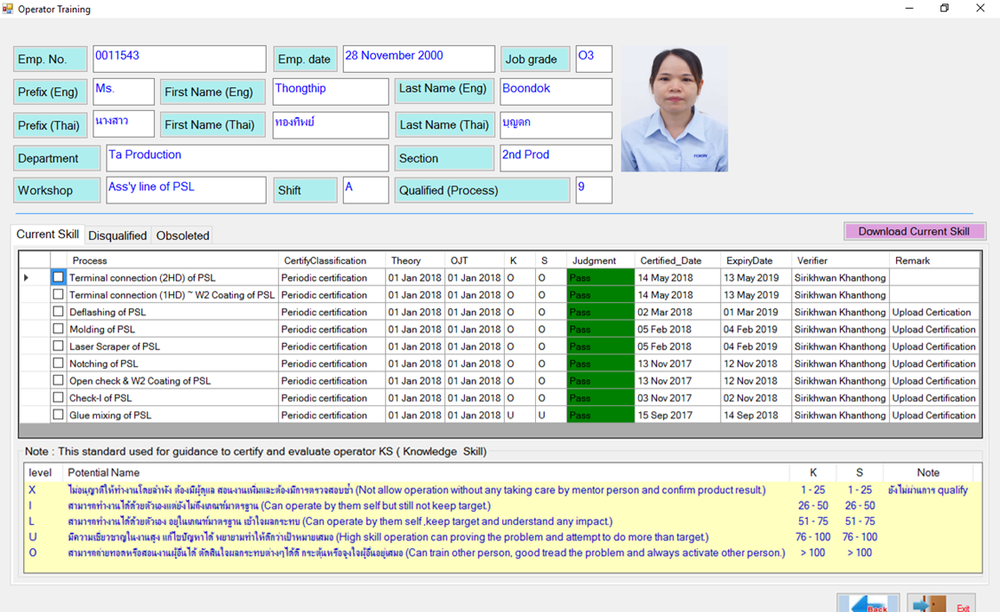 Operator Training
Emp. No. 0011543 Emp. date 28 November 2000 Job grade O3
Prefix (Eng) Ms. First Name (Eng) Thongthip Last Name (Eng) Boondok
Prefix (Thai) นางสาว First Name (Thai) ทองทิพย์ Last Name (Thai) บุญดก
Department Ta Production Section 2nd Prod
Workshop Ass'y line of PSL Shift A Qualified (Process) 9
TOKIN
Current Skill Disqualified Obsoleted Download Current Skill
Process CertifyClassification Theory OJT K S Judgment Certified_Date ExpiryDate Verifier Remark
Terminal connection (2HD) of PSL Periodic certification 01 Jan 2018 01 Jan 2018 O O Pass 14 May 2018 13 May 2019 Sirikhwan Khanthong
Terminal connection (1HD) ~ W2 Coating of PSL Periodic certification 01 Jan 2018 01 Jan 2018 O O Pass 14 May 2018 13 May 2019 Sirikhwan Khanthong
Deflashing of PSL Periodic certification 01 Jan 2018 01 Jan 2018 O O Pass 02 Mar 2018 01 Mar 2019 Sirikhwan Khanthong Upload Certication
Molding of PSL Periodic certification 01 Jan 2018 01 Jan 2018 O O Pass 05 Feb 2018 04 Feb 2019 Sirikhwan Khanthong Upload Certification
Laser Scraper of PSL Periodic certification 01 Jan 2018 01 Jan 2018 O O Pass 05 Feb 2018 04 Feb 2019 Sirikhwan Khanthong Upload Certification
Notching of PSL Periodic certification 01 Jan 2018 01 Jan 2018 O O Pass 13 Nov 2017 12 Nov 2018 Sirikhwan Khanthong Upload Certification
Open check & W2 Coating of PSL Periodic certification 01 Jan 2018 01 Jan 2018 O O Pass 13 Nov 2017 12 Nov 2018 Sirikhwan Khanthong Upload Certification
Check-I of PSL Periodic certification 01 Jan 2018 01 Jan 2018 O O Pass 03 Nov 2017 02 Nov 2018 Sirikhwan Khanthong Upload Certification
Glue mixing of PSL Periodic certification 01 Jan 2018 01 Jan 2018 U U Pass 15 Sep 2017 14 Sep 2018 Sirikhwan Khanthong Upload Certification
Note : This standard used for guidance to certify and evaluate operator KS ( Knowledge Skill)
level Potential Name K S Note
X ไม่อนุญาติให้ทำงานโดยลำพัง ต้องมีผู้ดูแล สอนงานเพิ่มและต้องมีการตรวจสอบซ้ำ (Not allow operation without any taking care by mentor person and confirm product result.) 1 - 25 1 - 25 ยังไม่ผ่านการ qualify
I สามารถทำงานได้ด้วยตัวเองแต่ยังไม่ถึงเกณฑ์มาตรฐาน (Can operate by them self but still not keep target.) 26 - 50 26 - 50
L สามารถทำงานได้ด้วยตัวเอง อยู่ในเกณฑ์มาตรฐาน เข้าใจผลกระทบ (Can operate by them self ,keep target and understand any impact.) 51 - 75 51 - 75
U มีความเชี่ยวชาญในงานสูง แก้ไขปัญหาได้ พยายามทำให้ดีกว่าเป้าหมายเสมอ (High skill operation can proving the problem and attempt to do more than target.) 76 - 100 76 - 100
O สามารถถ่ายทอดหรือสอนงานผู้อื่นได้ ตัดสินใจผลกระทบต่างๆได้ดี กระตุ้นหรือจูงใจผู้อื่นอยู่เสมอ (Can train other person, good tread the problem and always activate other person.) > 100 > 100
Back Exit